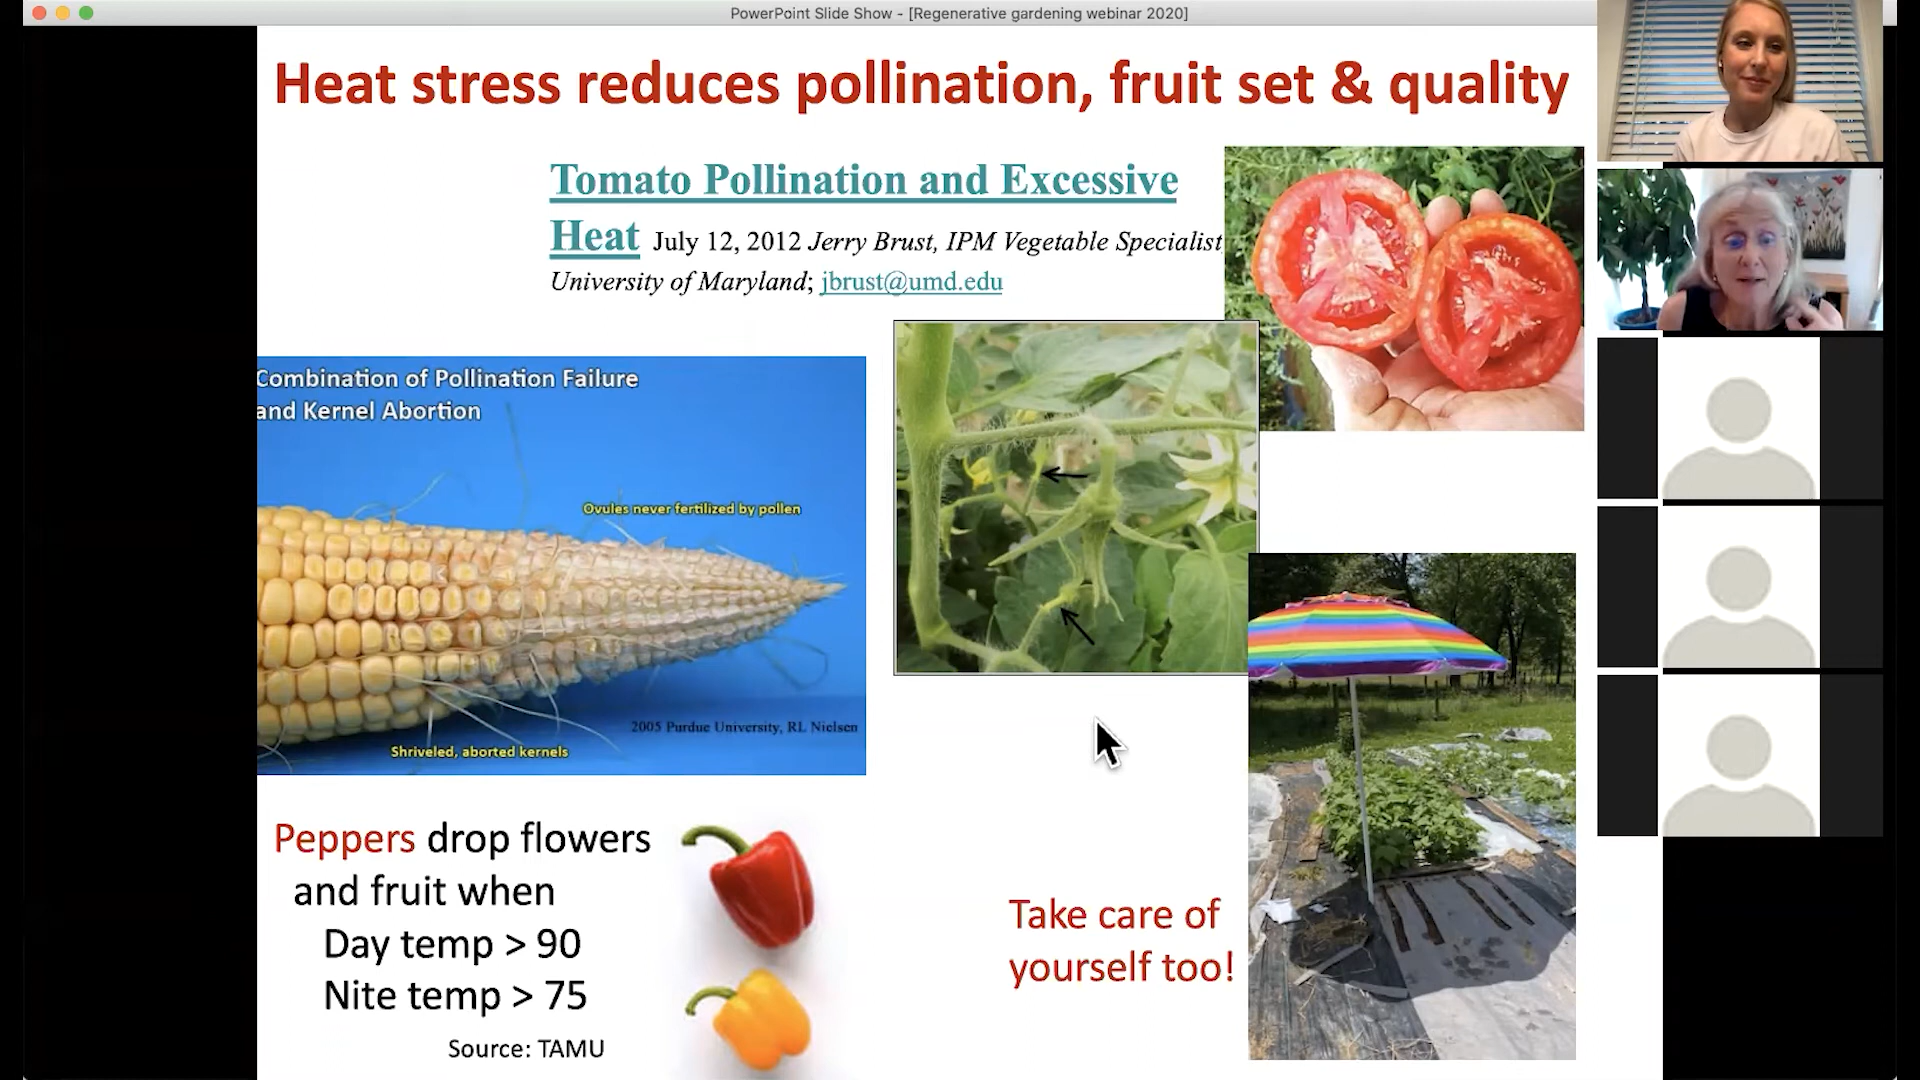 PowerPoint Slide Show - [Regenerative gardening webinar 2020]
Heat stress reduces pollination, fruit set & quality
Tomato Pollination and Excessive
Heat July 12, 2012 Jerry Brust, IPM Vegetable Specialist
University of Maryland; jbrust@umd.edu
Combination of Pollination Failure
and Kernel Abortion
Ovules never fertilized by pollen
2005 Purdue University, RL Nielsen
Shriveled, aborted kernels
Peppers drop flowers
and fruit when
Day temp > 90
Nite temp > 75
Source: TAMU
Take care of
yourself too!